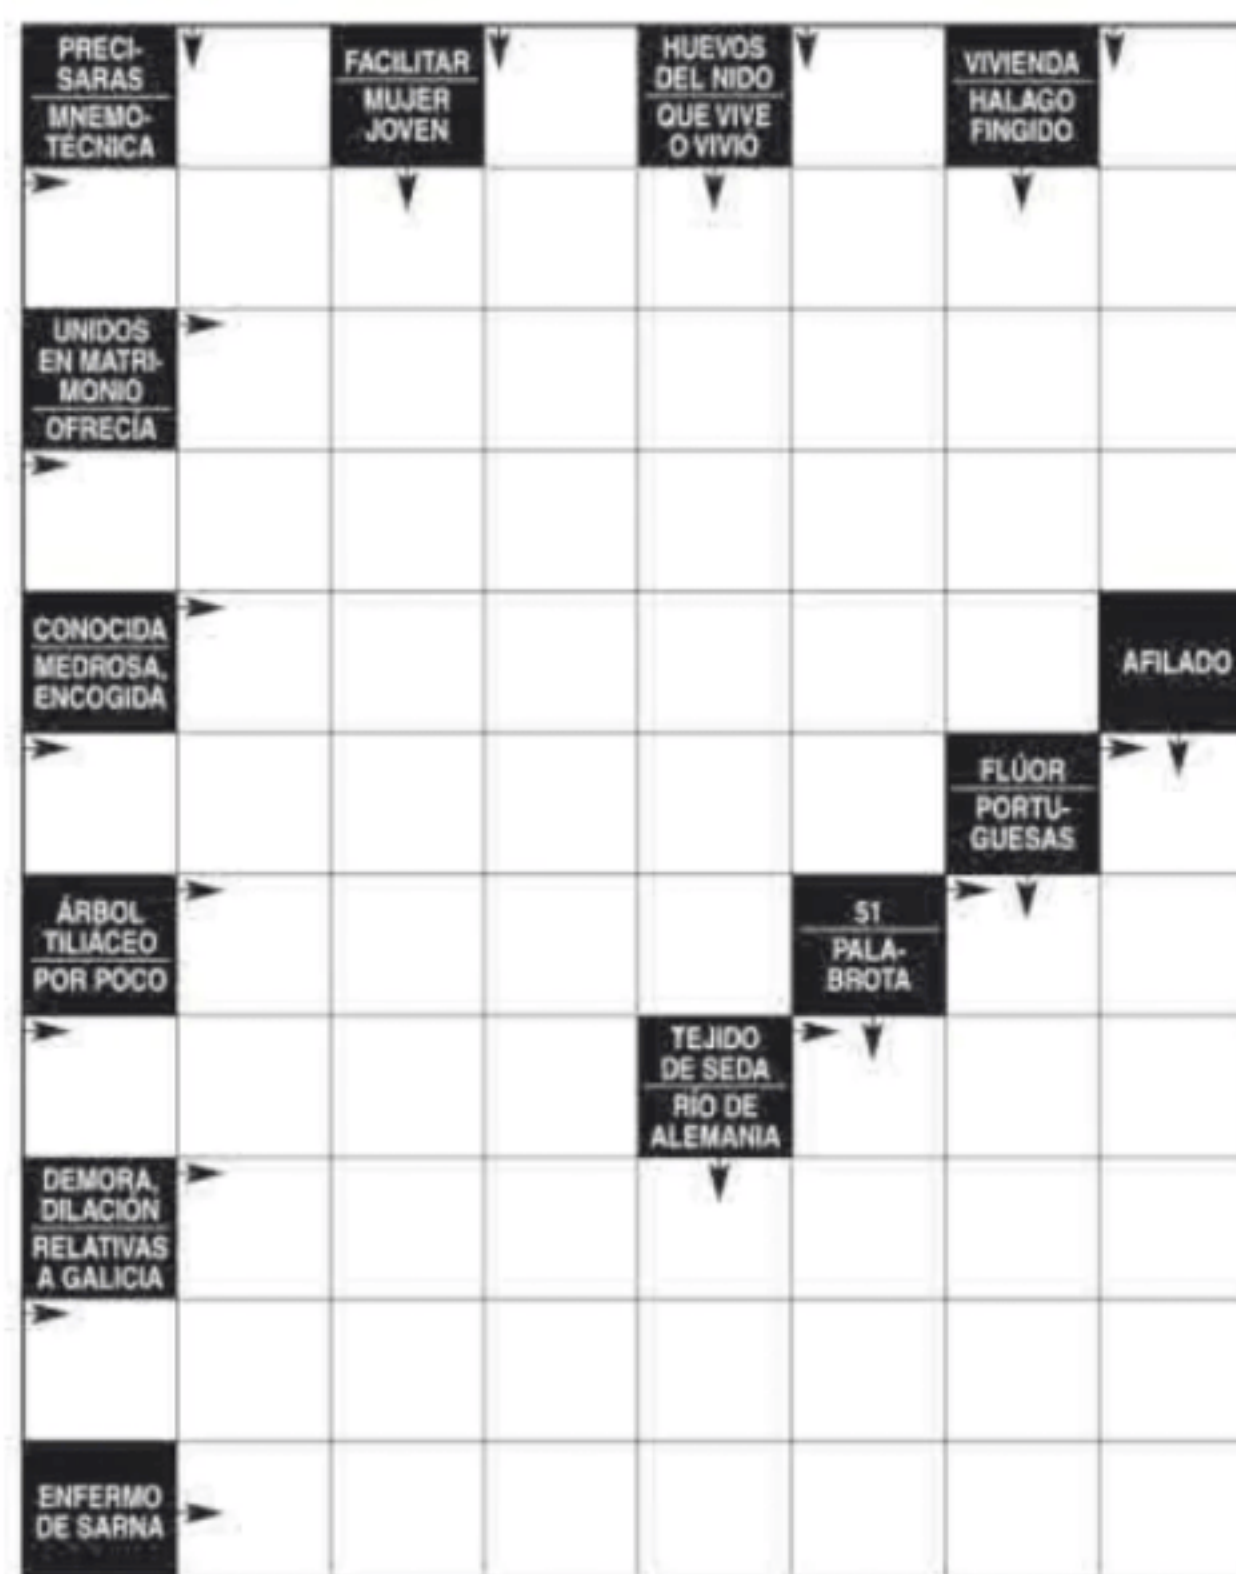 PRECI-
SARAS
MNEMO-
TÉCNICA
FACILITAR
MUJER
JOVEN
HUEVOS
DEL NIDO
QUE VIVE
O VIVIÓ
VIVIENDA
HALAGO
FINGIDO
UNIDOS
EN MATRI-
MONIO
OFRECÍA
CONOCIDA
MEDROSA,
ENCOGIDA
AFILADO
FLÚOR
PORTU-
GUESAS
ÁRBOL
TILIÁCEO
POR POCO
51
PALA-
BROTA
TEJIDO
DE SEDA
RÍO DE
ALEMANIA
DEMORA,
DILACIÓN
RELATIVAS
A GALICIA
ENFERMO
DE SARNA